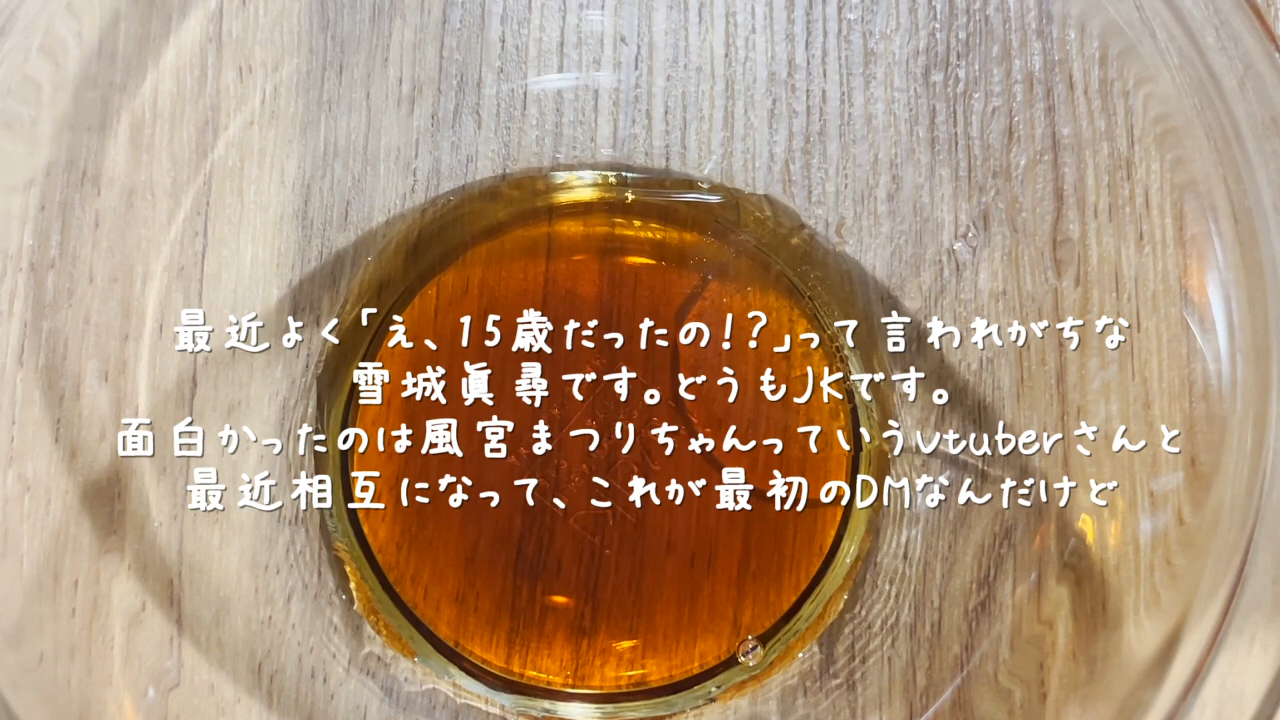 最近よく「え、15歳だったの!?」って言われがちな
雪城眞尋です。どうもJKです。
面白かったのは風宮まつりちゃんっていうvtuberさんと
最近相互になって、これが最初のDMなんだけど